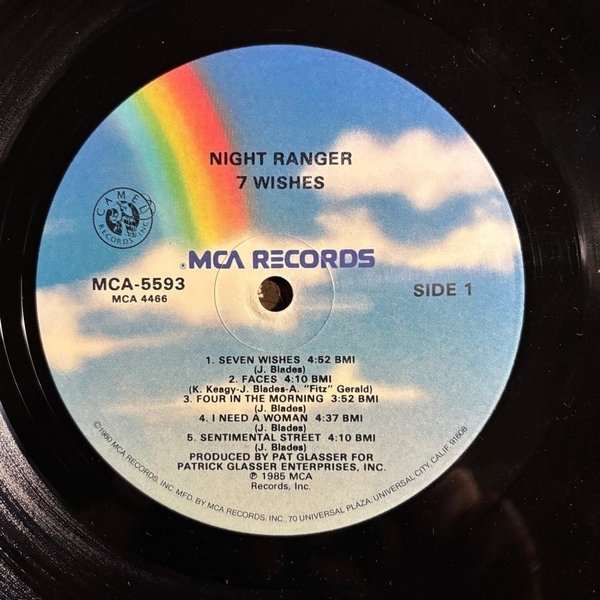 NIGHT RANGER
7 WISHES
CAMEL
RECORDS INC.
®MCA RECORDS
MCA-5593
MCA 4466
SIDE 1
1. SEVEN WISHES 4:52 BMI
(J. Blades)
2. FACES 4:10 BMI
(K. Keagy-J. Blades-A. "Fitz" Gerald)
3. FOUR IN THE MORNING 3:52 BMI
(J. Blades)
4. I NEED A WOMAN 4:37 BMI
(J. Blades)
5. SENTIMENTAL STREET 4:10 BMI
(J. Blades)
PRODUCED BY PAT GLASSER FOR
PATRICK GLASSER ENTERPRISES, INC.
℗ 1985 MCA
Records, Inc.
©1980 MCA RECORDS, INC. MFD. BY MCA RECORDS, INC., 70 UNIVERSAL PLAZA, UNIVERSAL CITY, CALIF. 91608